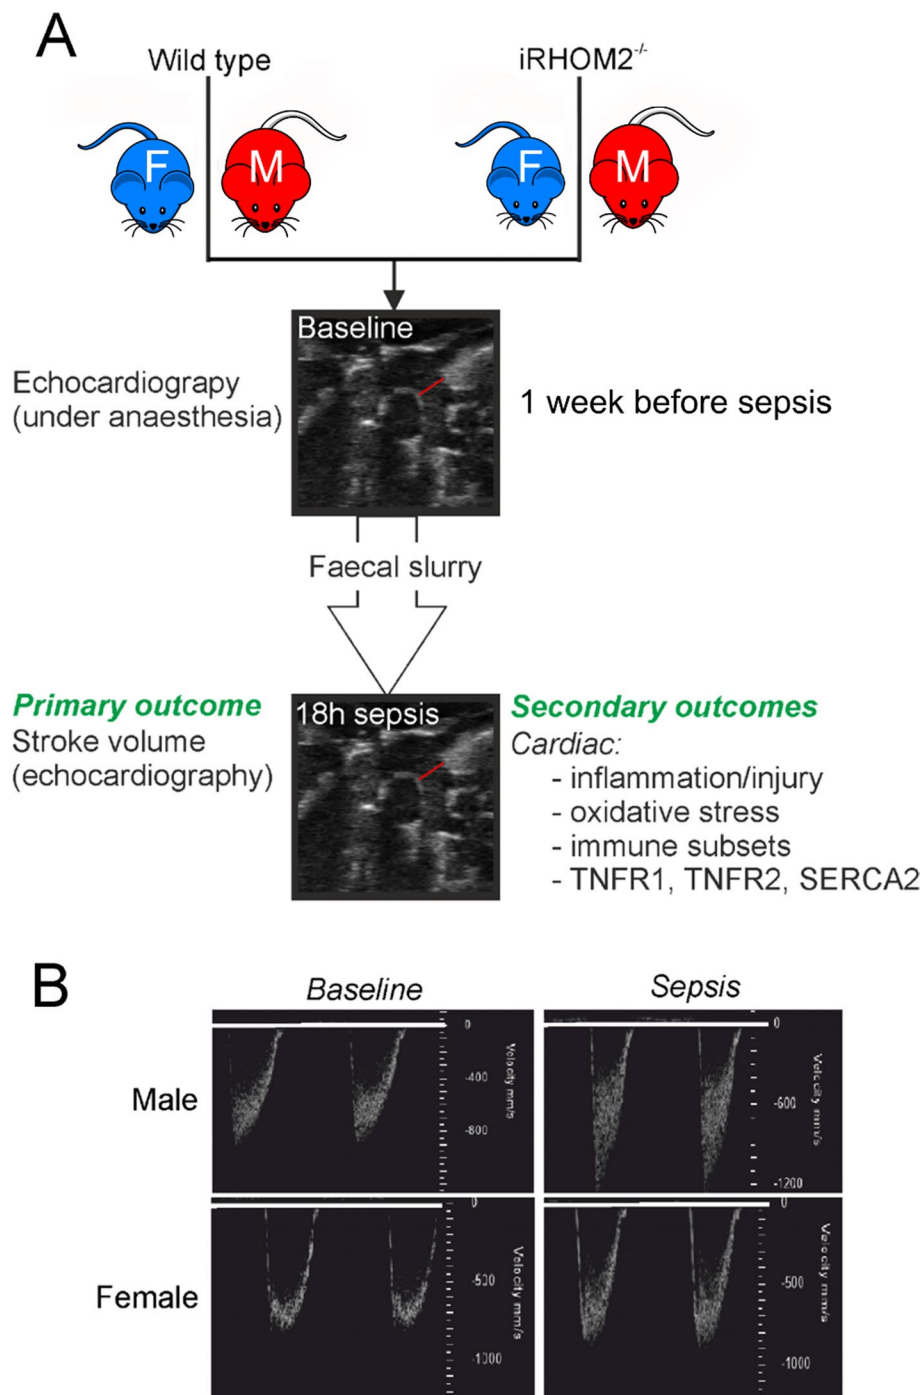 A
Wild type
iRHOM2-/-
F
M
F
M
Baseline
Echocardiograpy
(under anaesthesia)
1 week before sepsis
Faecal slurry
Primary outcome
Stroke volume
(echocardiography)
18h sepsis
Secondary outcomes
Cardiac:
- inflammation/injury
- oxidative stress
- immune subsets
- TNFR1, TNFR2, SERCA2
B
Baseline
Sepsis
Male
0
-400
-800
Velocity mm/s
0
-600
-1200
Velocity mm/s
Female
0
-500
-1000
Velocity mm/s
0
-500
-1000
Velocity mm/s